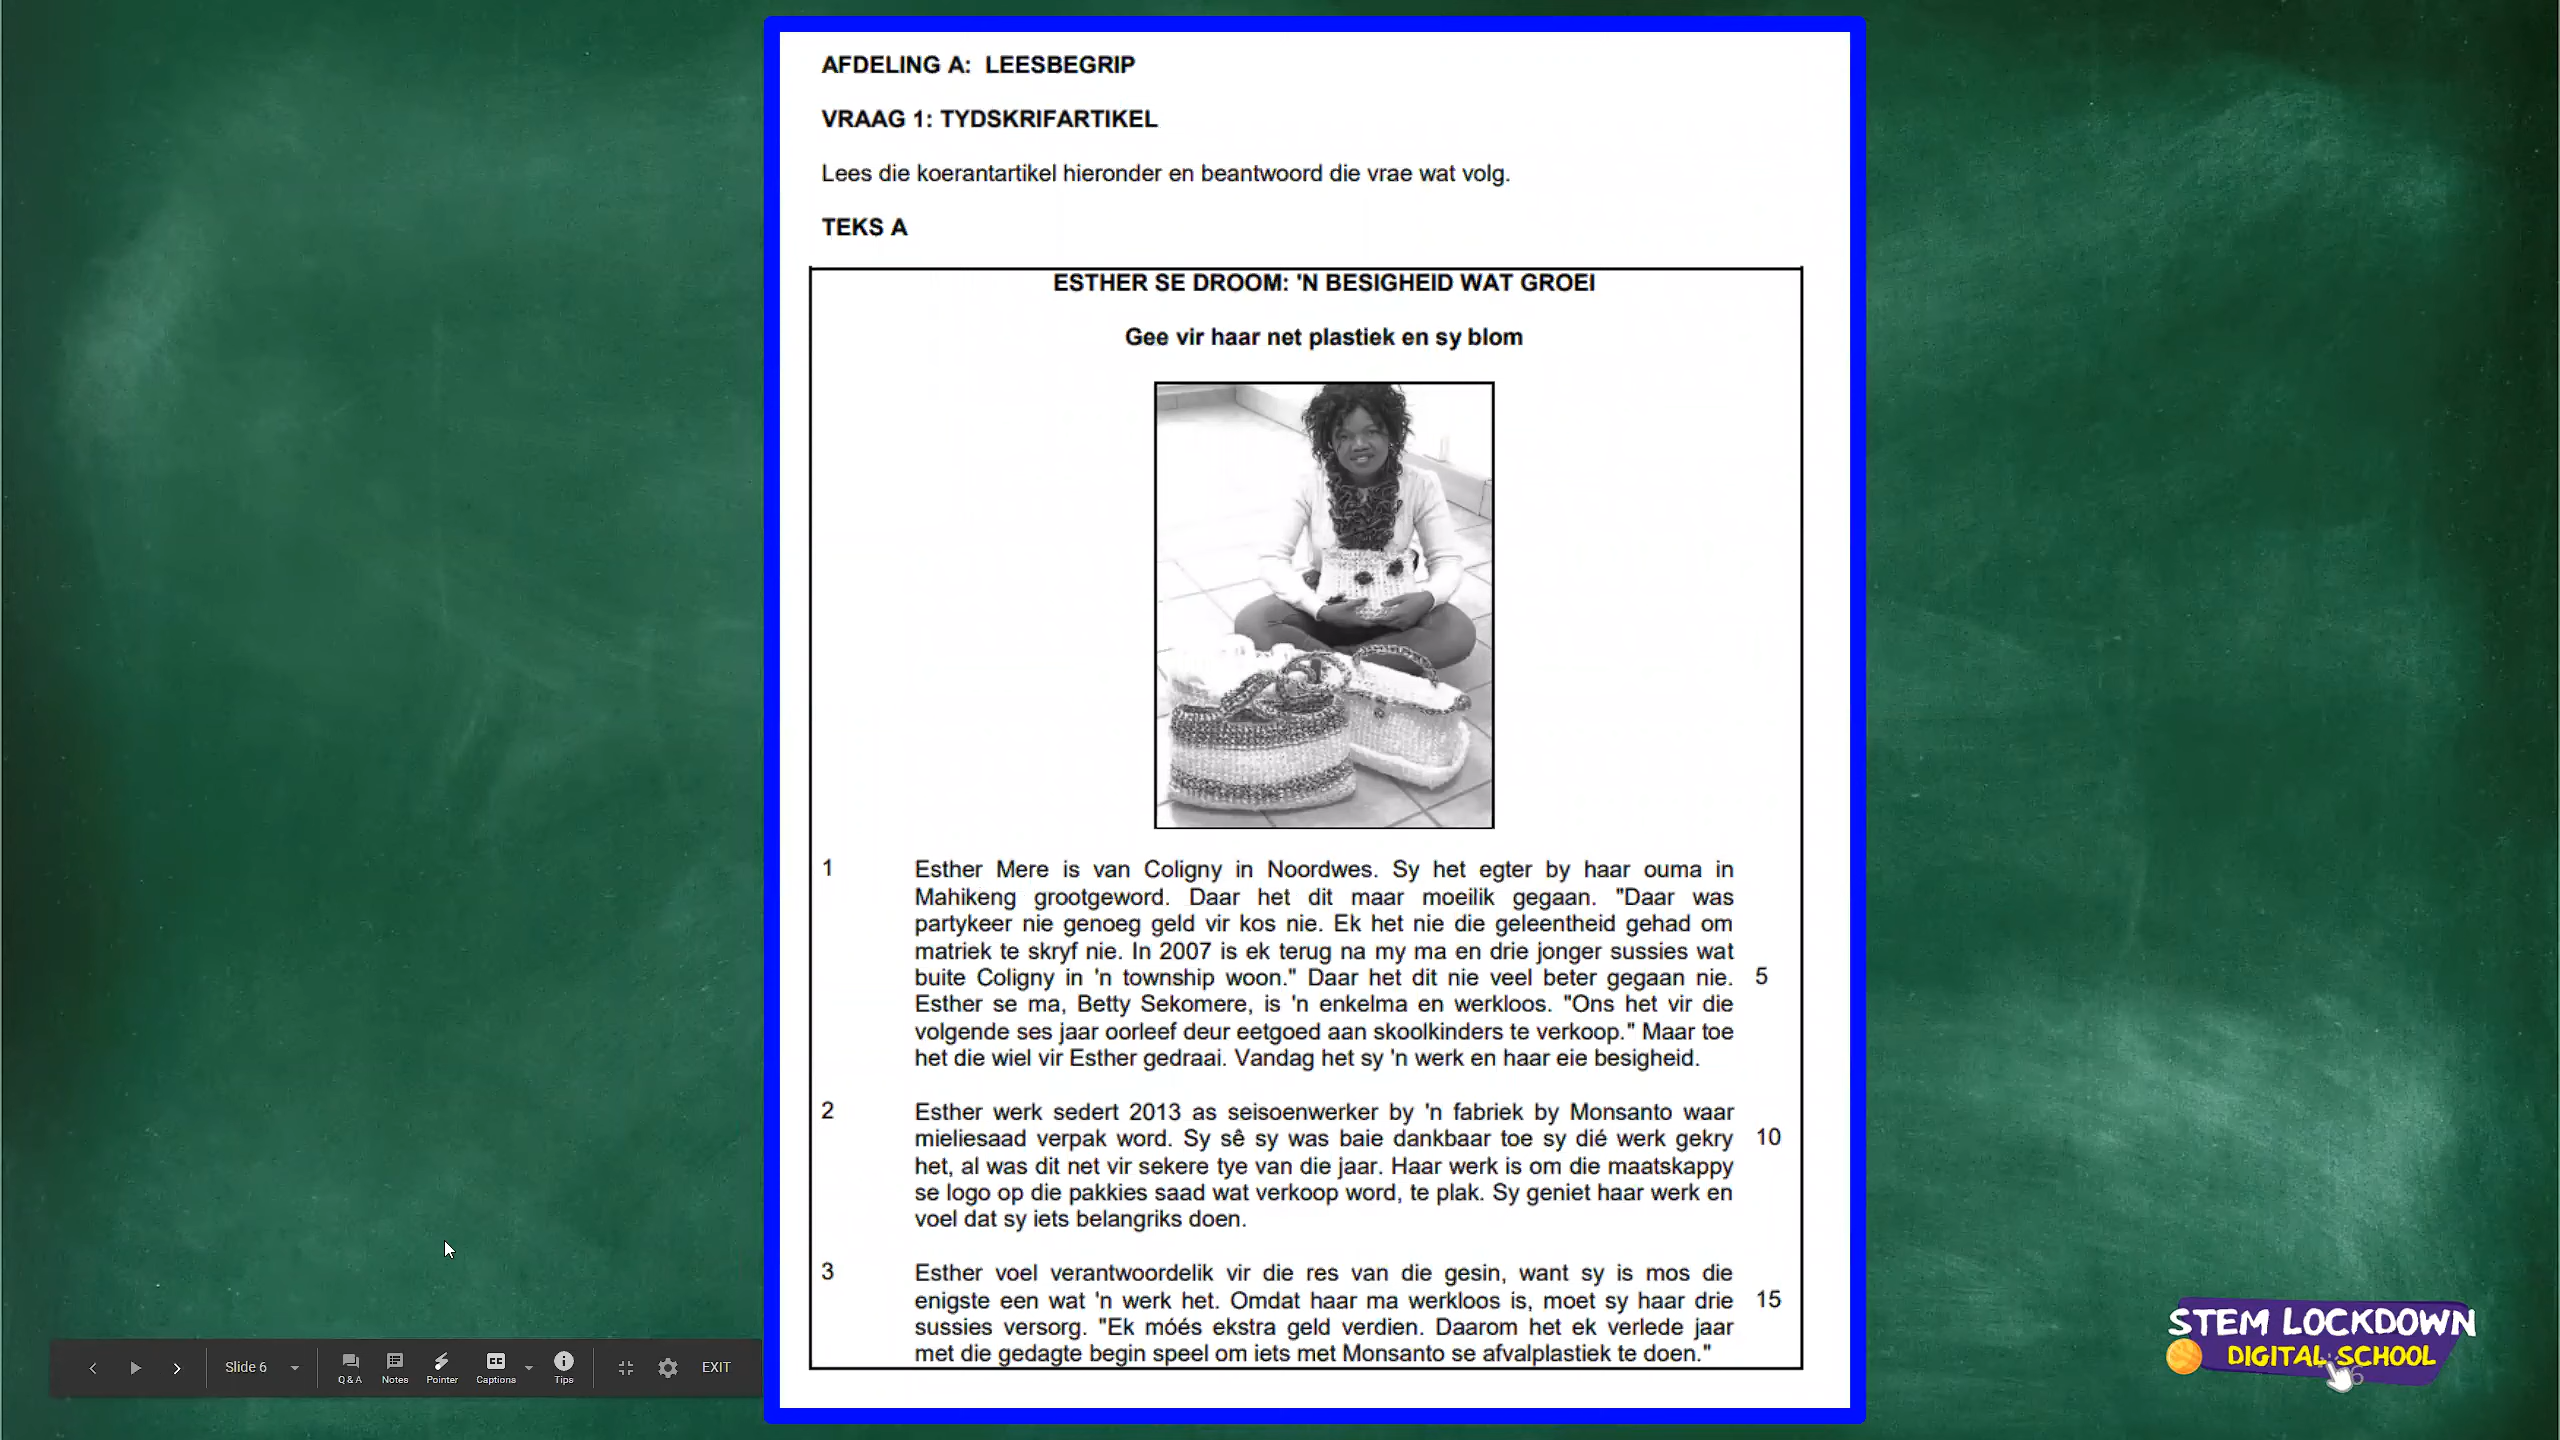 AFDELING A: LEESBEGRIP
VRAAG 1: TYDSKRIFARTIKEL
Lees die koerantartikel hieronder en beantwoord die vrae wat volg.
TEKS A
ESTHER SE DROOM: 'N BESIGHEID WAT GROEI
Gee vir haar net plastiek en sy blom
1 Esther Mere is van Coligny in Noordwes. Sy het egter by haar ouma in
Mahikeng grootgeword. Daar het dit maar moeilik gegaan. "Daar was
partykeer nie genoeg geld vir kos nie. Ek het nie die geleentheid gehad om
matriek te skryf nie. In 2007 is ek terug na my ma en drie jonger sussies wat
buite Coligny in 'n township woon." Daar het dit nie veel beter gegaan nie. 5
Esther se ma, Betty Sekomere, is 'n enkelma en werkloos. "Ons het vir die
volgende ses jaar oorleef deur eetgoed aan skoolkinders te verkoop." Maar toe
het die wiel vir Esther gedraai. Vandag het sy 'n werk en haar eie besigheid.
2 Esther werk sedert 2013 as seisoenwerker by 'n fabriek by Monsanto waar
mieliesaad verpak word. Sy sê sy was baie dankbaar toe sy dié werk gekry 10
het, al was dit net vir sekere tye van die jaar. Haar werk is om die maatskappy
se logo op die pakkies saad wat verkoop word, te plak. Sy geniet haar werk en
voel dat sy iets belangriks doen.
3 Esther voel verantwoordelik vir die res van die gesin, want sy is mos die
enigste een wat 'n werk het. Omdat haar ma werkloos is, moet sy haar drie 15
sussies versorg. "Ek móés ekstra geld verdien. Daarom het ek verlede jaar
met die gedagte begin speel om iets met Monsanto se afvalplastiek te doen."
Slide 6
Q & A
Notes
Pointer
CC
Captions
Tips
EXIT
STEM LOCKDOWN
DIGITAL SCHOOL
6